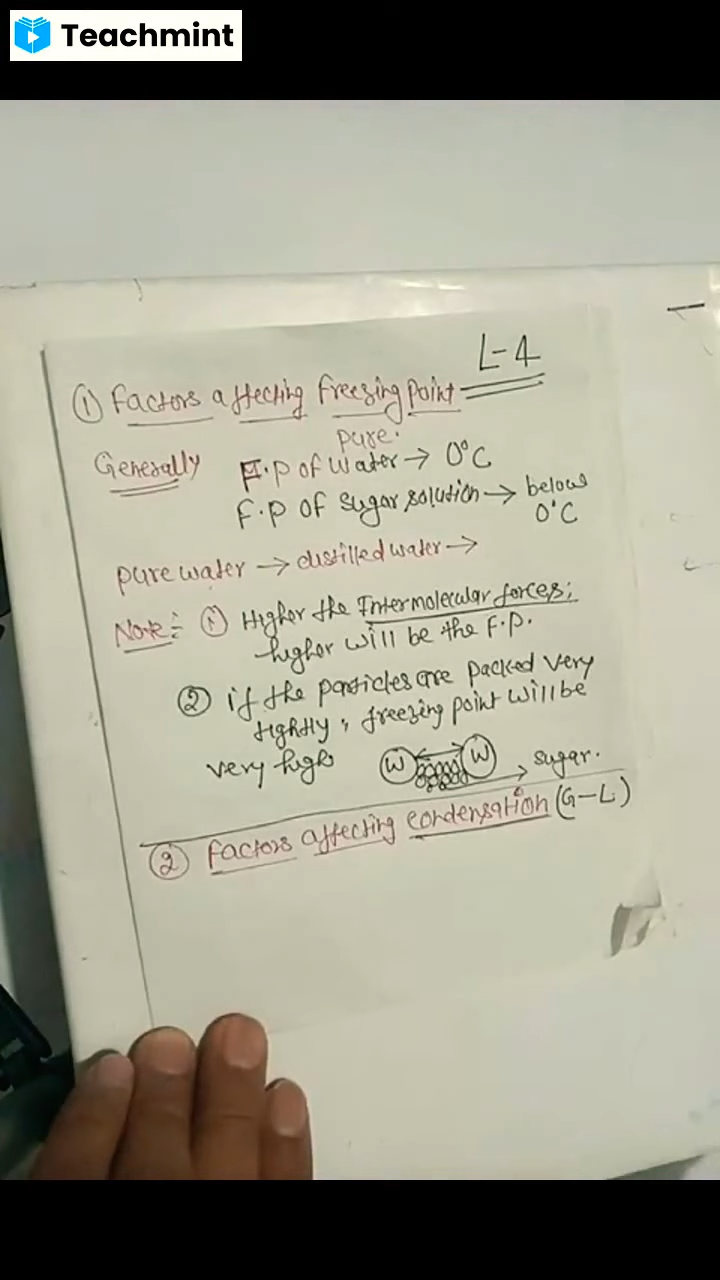 Teachmint
L-4
① Factors affecting freezing point
Generally
pure.
F.P of water → 0°C
F.P OF sugar solution → below
0°C
pure water → distilled water →
Note:- ① Higher the Intermolecular forces;
higher will be the F.P.
② if the particles are packed very
tightly, freezing point will be
very high
W W
→ sugar.
② factors affecting condensation (G-L)